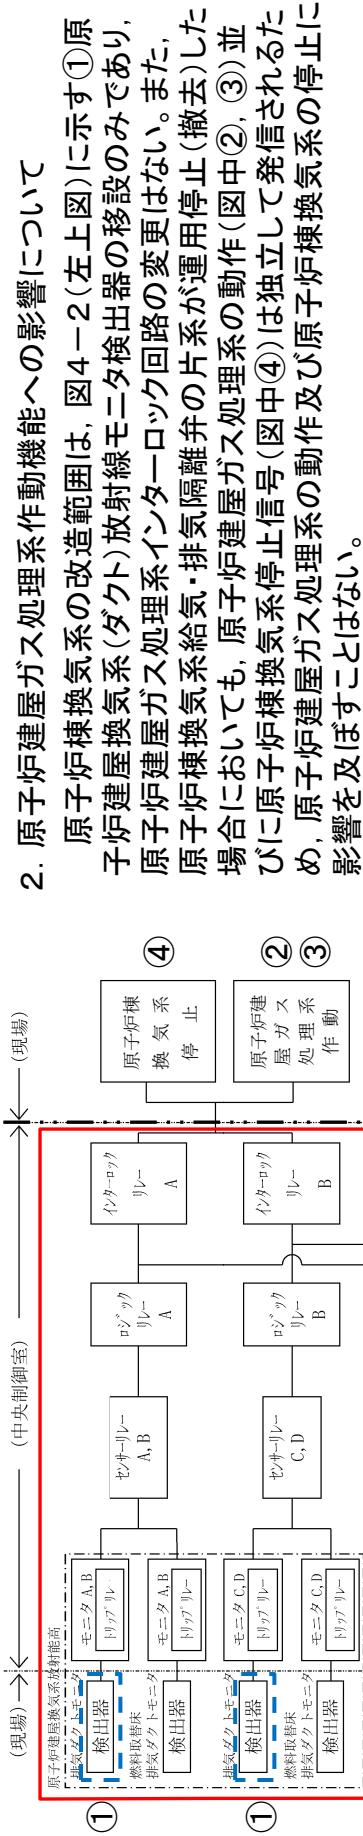 (現場)
(中央制御室)
(現場)
原子炉建屋換気系放射能高
①
排気ダクトモニタ
検出器
モニタ A,B
トリップリレー
燃料取替床
排気ダクトモニタ
検出器
モニタ A,B
トリップリレー
センサーリレー
A,B
ロジック
リレー
A
インターロック
リレー
A
原子炉棟
換気系
停止
④
①
排気ダクトモニタ
検出器
モニタ C,D
トリップリレー
燃料取替床
排気ダクトモニタ
検出器
モニタ C,D
トリップリレー
センサーリレー
C,D
ロジック
リレー
B
インターロック
リレー
B
原子炉建
屋ガス
処理系
作動
②
③
2. 原子炉建屋ガス処理系作動機能への影響について
原子炉棟換気系の改造範囲は,図4-2(左上図)に示す①原
子炉建屋換気系(ダクト)放射線モニタ検出器の移設のみであり,
原子炉建屋ガス処理系インターロック回路の変更はない。また,
原子炉棟換気系給気・排気隔離弁の片系が運用停止(撤去)した
場合においても,原子炉建屋ガス処理系の動作(図中②,③)並
びに原子炉棟換気系停止信号(図中④)は独立して発信されるた
め,原子炉建屋ガス処理系の動作及び原子炉棟換気系の停止に
影響を及ぼすことはない。